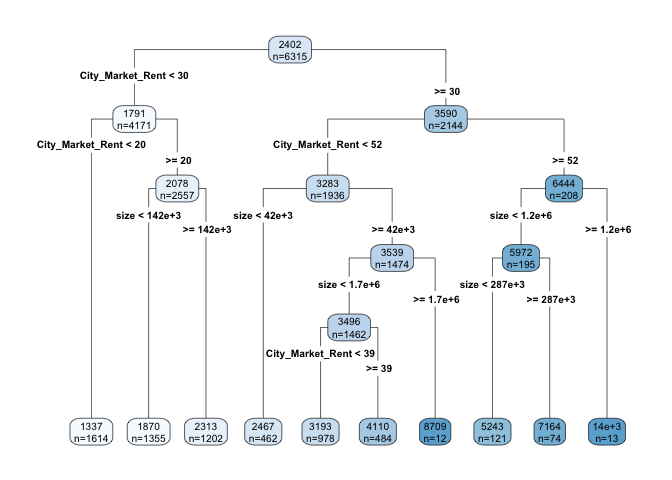 2402
n=6315
City_Market_Rent < 30
>= 30
1791
n=4171
3590
n=2144
City_Market_Rent < 20
City_Market_Rent < 52
>= 20
>= 52
2078
n=2557
3283
n=1936
6444
n=208
size < 142e+3
size < 42e+3
size < 1.2e+6
>= 142e+3
>= 42e+3
>= 1.2e+6
3539
n=1474
5972
n=195
size < 1.7e+6
size < 287e+3
>= 1.7e+6
>= 287e+3
3496
n=1462
City_Market_Rent < 39
>= 39
1337
n=1614
1870
n=1355
2313
n=1202
2467
n=462
3193
n=978
4110
n=484
8709
n=12
5243
n=121
7164
n=74
14e+3
n=13